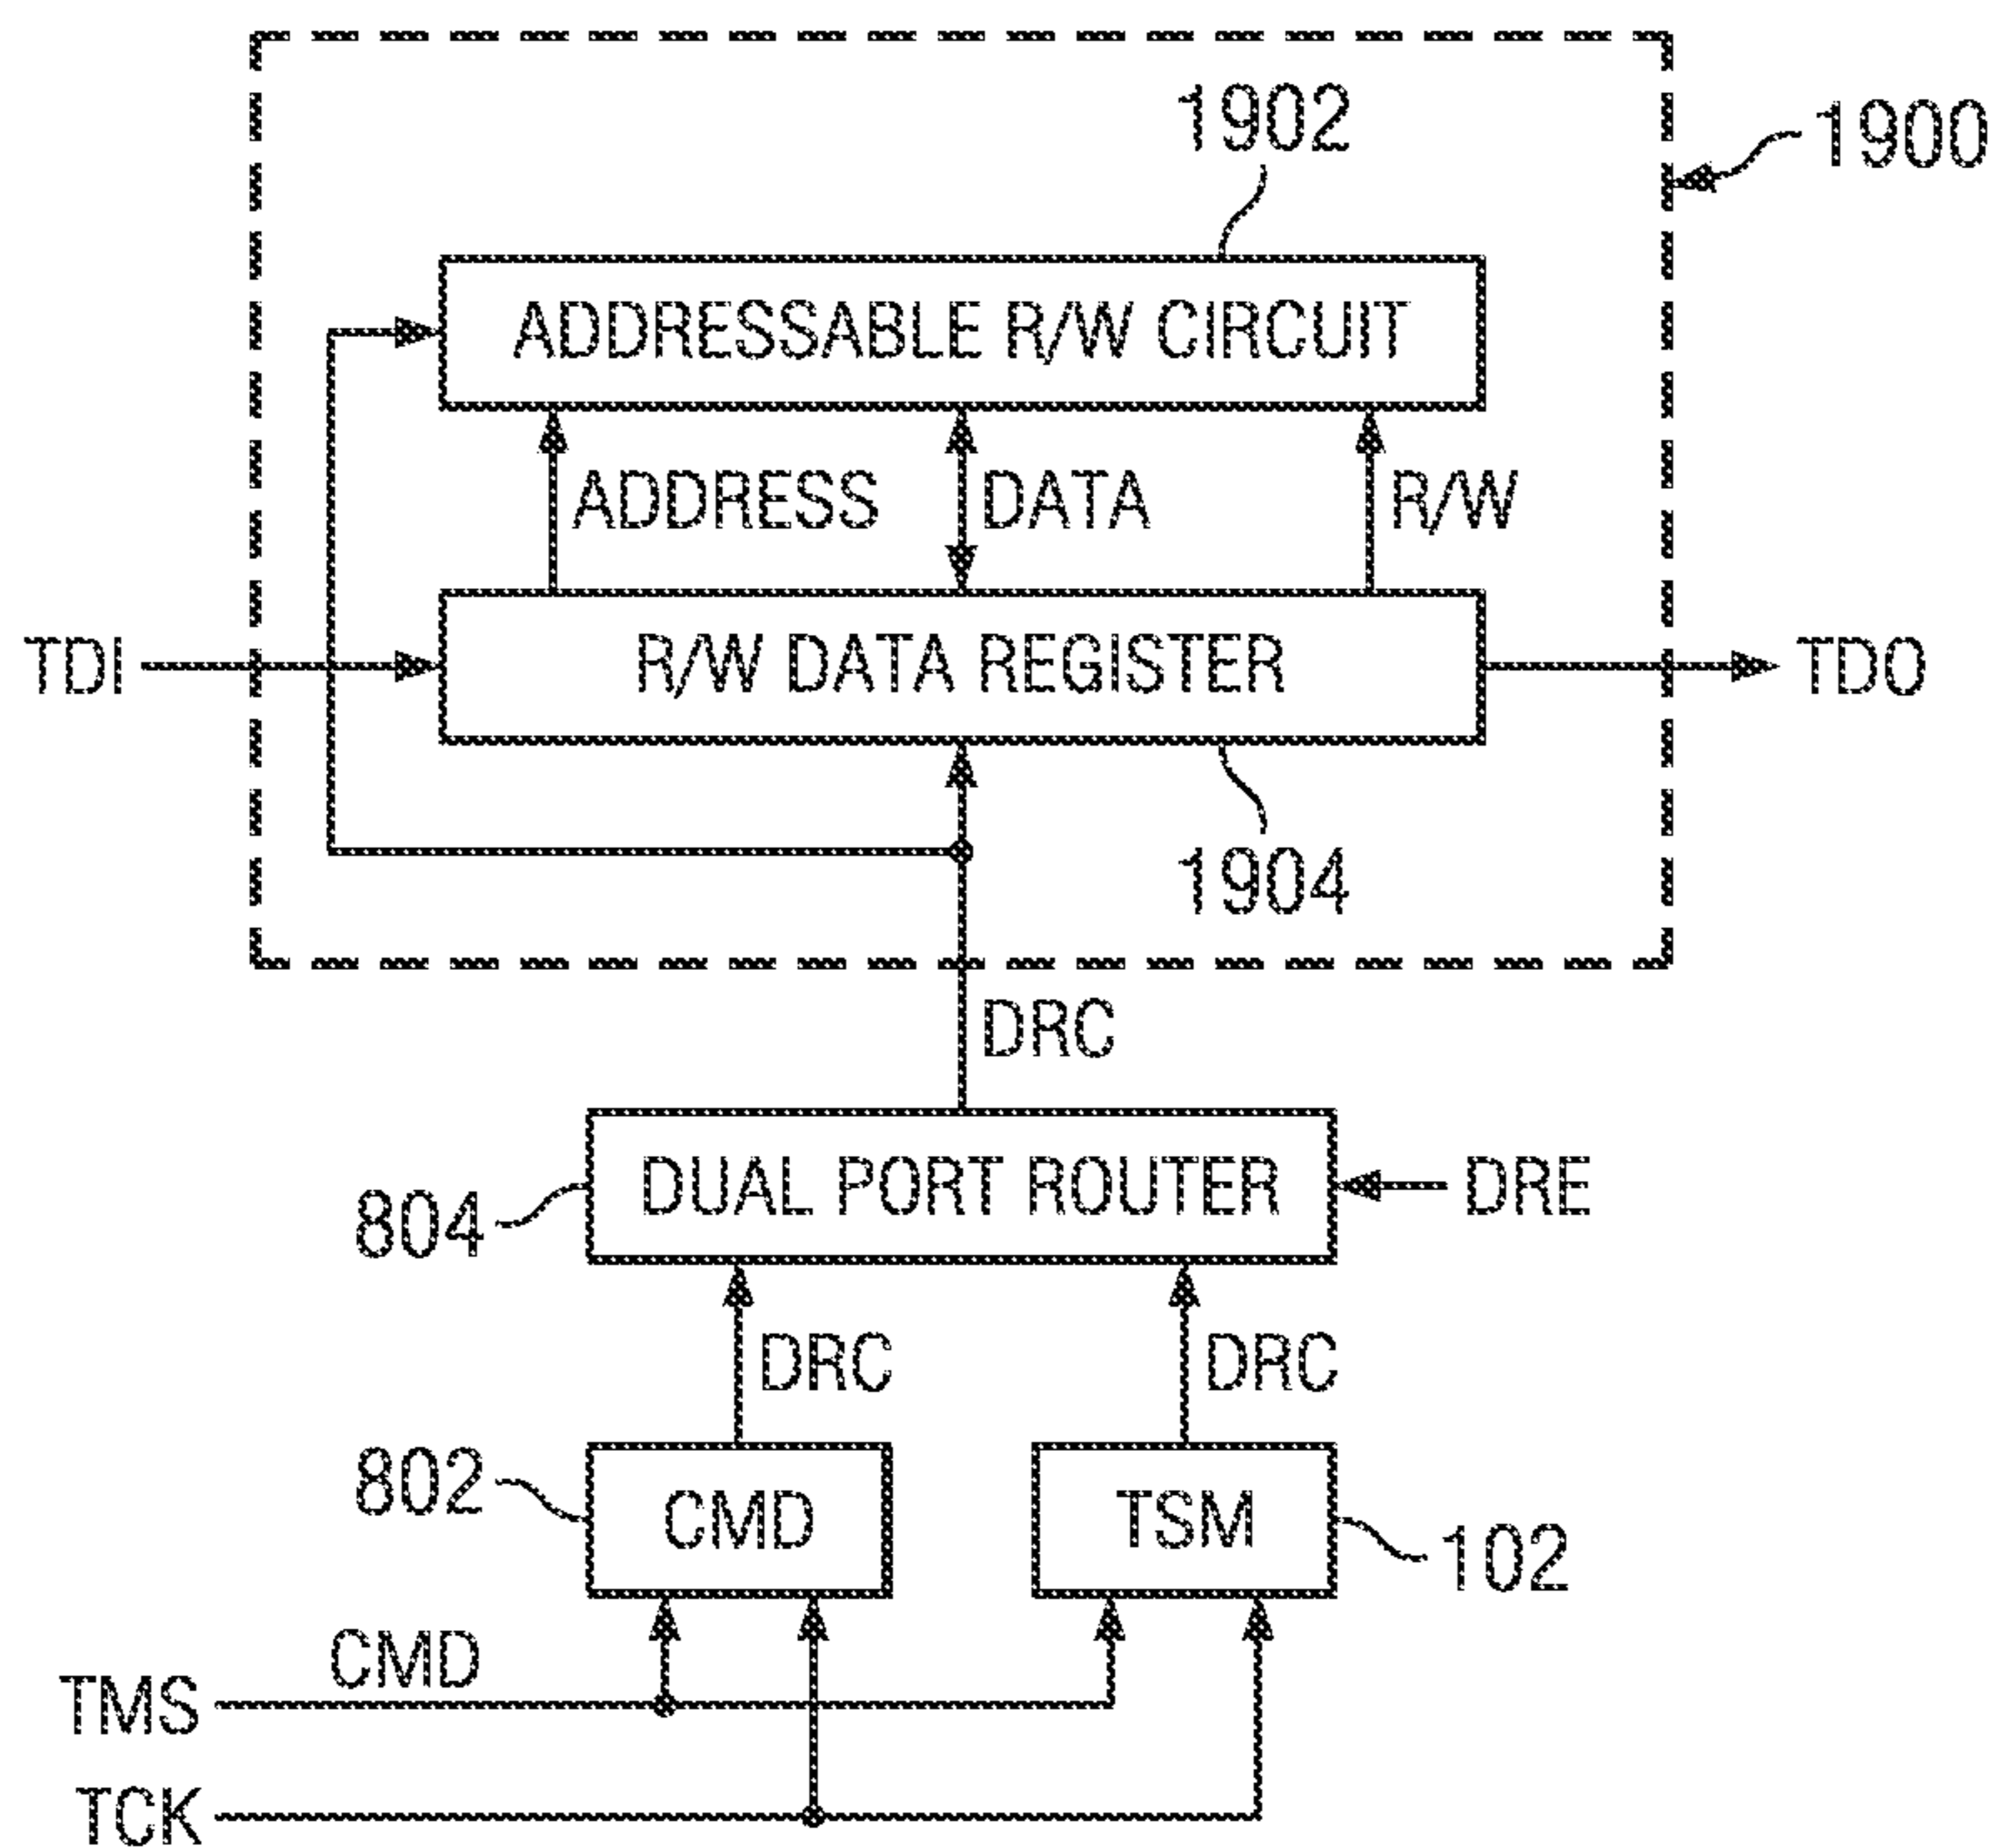 1902
1900
ADDRESSABLE R/W CIRCUIT
ADDRESS
DATA
R/W
TDI
R/W DATA REGISTER
TDO
1904
DRC
DUAL PORT ROUTER
DRE
804
DRC
DRC
802
CMD
TSM
102
CMD
TMS
TCK